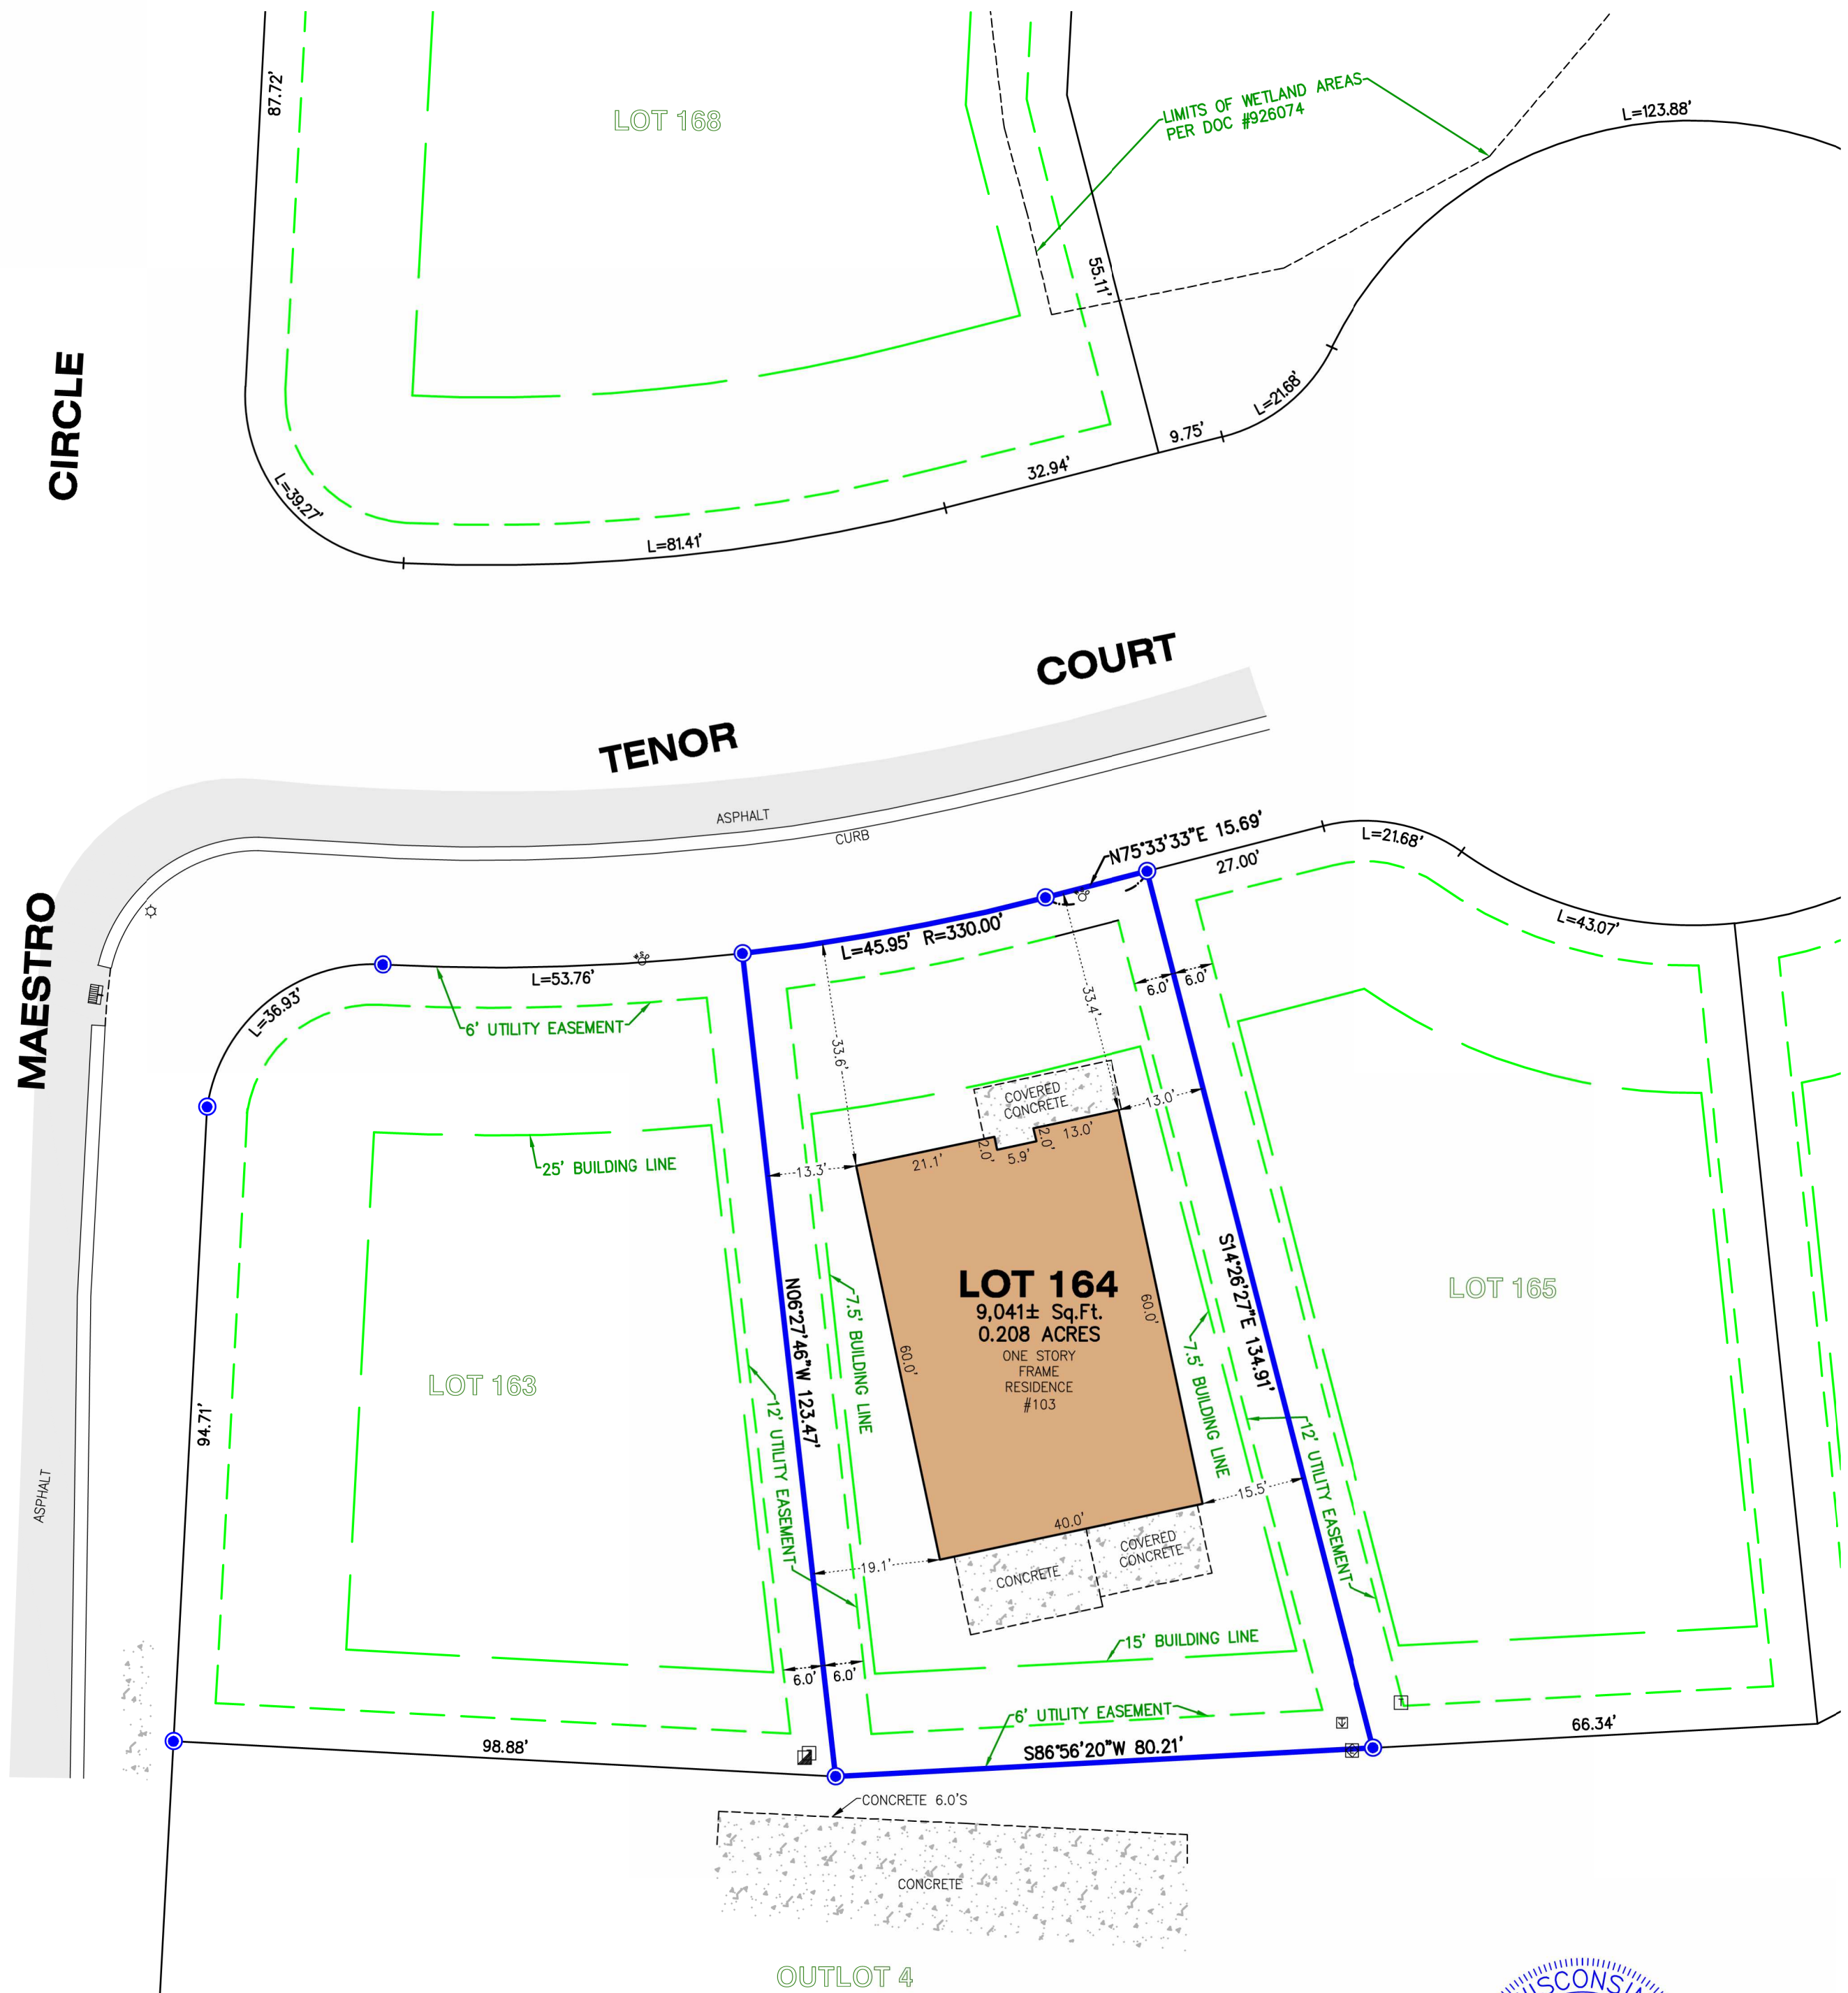 87.72'
LOT 168
LIMITS OF WETLAND AREAS
PER DOC #926074
L=123.88'
55.11'
CIRCLE
L=21.68'
9.75'
32.94'
L=39.27'
L=81.41'
COURT
TENOR
ASPHALT
CURB
N75°33'33"E 15.69'
27.00'
L=21.68'
L=43.07'
L=45.95' R=330.00'
L=53.76'
L=36.93'
6' UTILITY EASEMENT
MAESTRO
6.0'
6.0'
33.4'
33.6'
COVERED
CONCRETE
13.0'
13.0'
2.0'
2.0'
5.9'
21.1'
13.3'
25' BUILDING LINE
LOT 164
9,041± Sq.Ft.
0.208 ACRES
ONE STORY
FRAME
RESIDENCE
#103
60.0'
60.0'
S14°26'27"E 134.91'
N06°27'46"W 123.47'
7.5' BUILDING LINE
7.5' BUILDING LINE
LOT 165
LOT 163
12' UTILITY EASEMENT
12' UTILITY EASEMENT
94.71'
ASPHALT
15.5'
40.0'
19.1'
COVERED
CONCRETE
CONCRETE
15' BUILDING LINE
6.0'
6.0'
6' UTILITY EASEMENT
T
66.34'
98.88'
S86°56'20"W 80.21'
CONCRETE 6.0'S
CONCRETE
OUTLOT 4